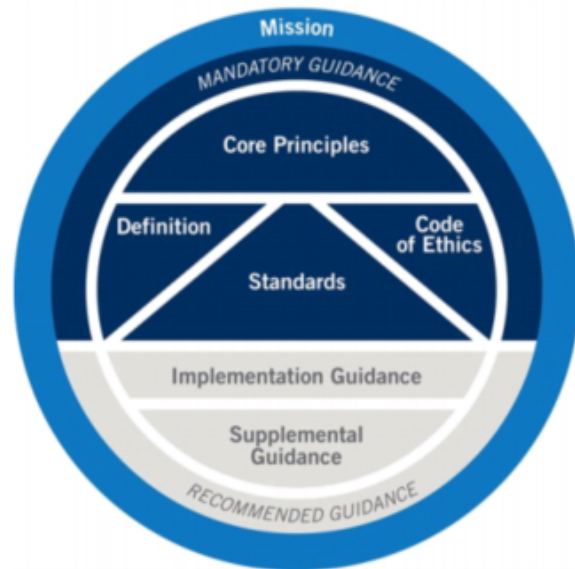 Mission
MANDATORY GUIDANCE
Core Principles
Definition
Code
of Ethics
Standards
Implementation Guidance
Supplemental
Guidance
RECOMMENDED GUIDANCE